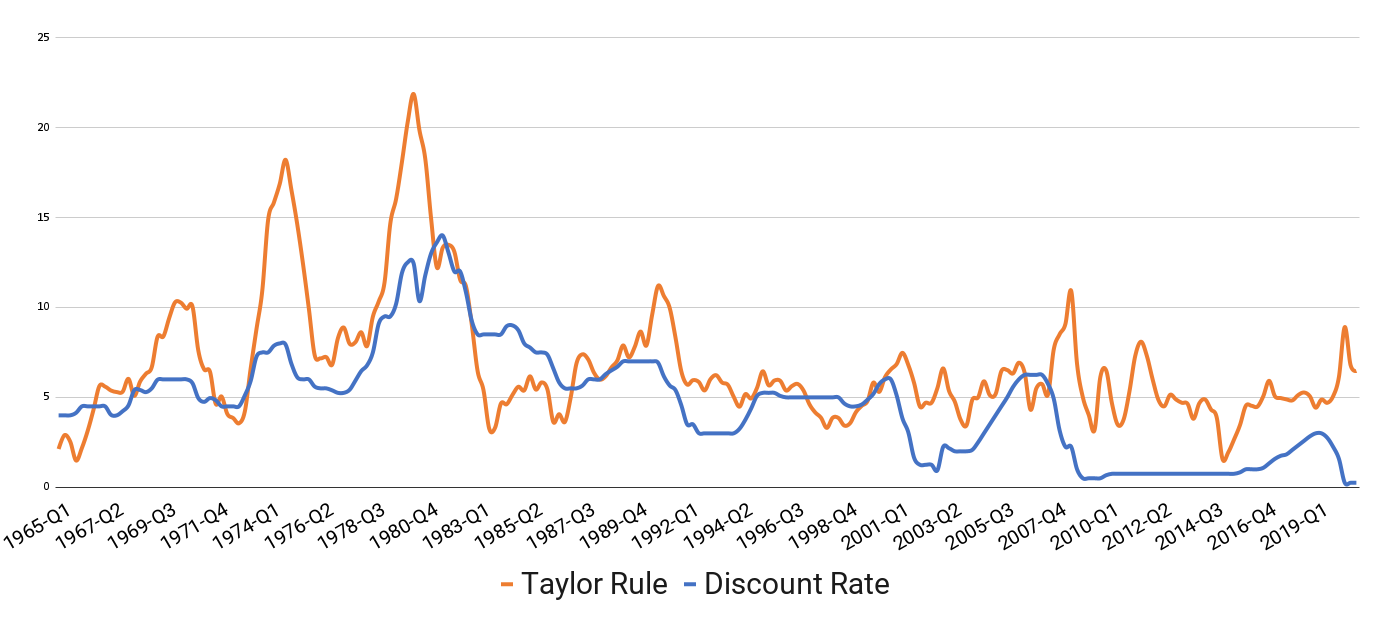 25
20
15
10
5
0
1965-Q1
1967-Q2
1969-Q3
1971-Q4
1974-Q1
1976-Q2
1978-Q3
1980-Q4
1983-Q1
1985-Q2
1987-Q3
1989-Q4
1992-Q1
1994-Q2
1996-Q3
1998-Q4
2001-Q1
2003-Q2
2005-Q3
2007-Q4
2010-Q1
2012-Q2
2014-Q3
2016-Q4
2019-Q1
Taylor Rule Discount Rate